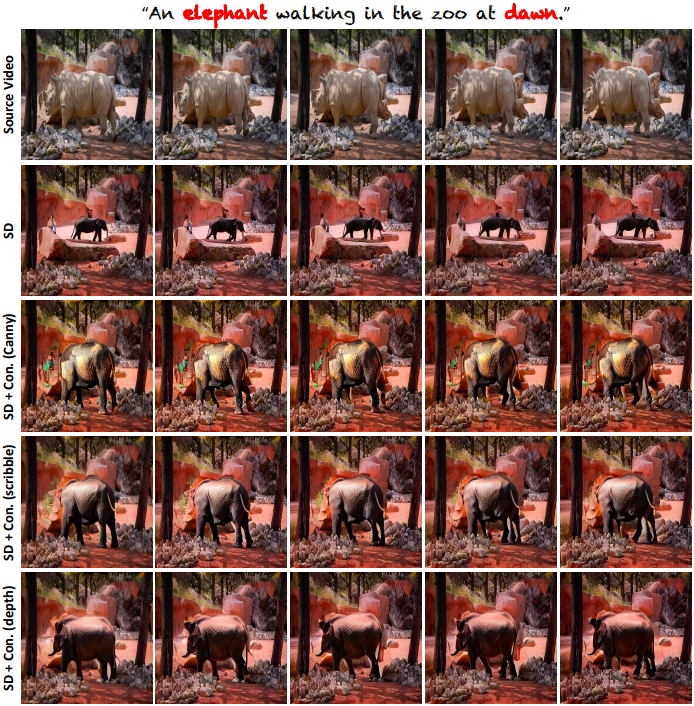 “An elephant walking in the zoo at dawn.”
Source Video
SD
SD + Con. (Canny)
SD + Con. (scribble)
SD + Con. (depth)